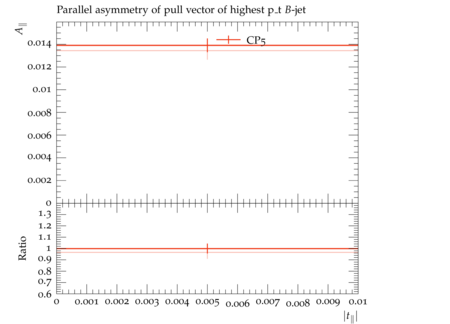 Parallel asymmetry of pull vector of highest p_t B-jet
A∥
CP5
0.014
0.012
0.01
0.008
0.006
0.004
0.002
0
Ratio
1.3
1.2
1.1
1
0.9
0.8
0.7
0.6
0 0.001 0.002 0.003 0.004 0.005 0.006 0.007 0.008 0.009 0.01
|t∥|